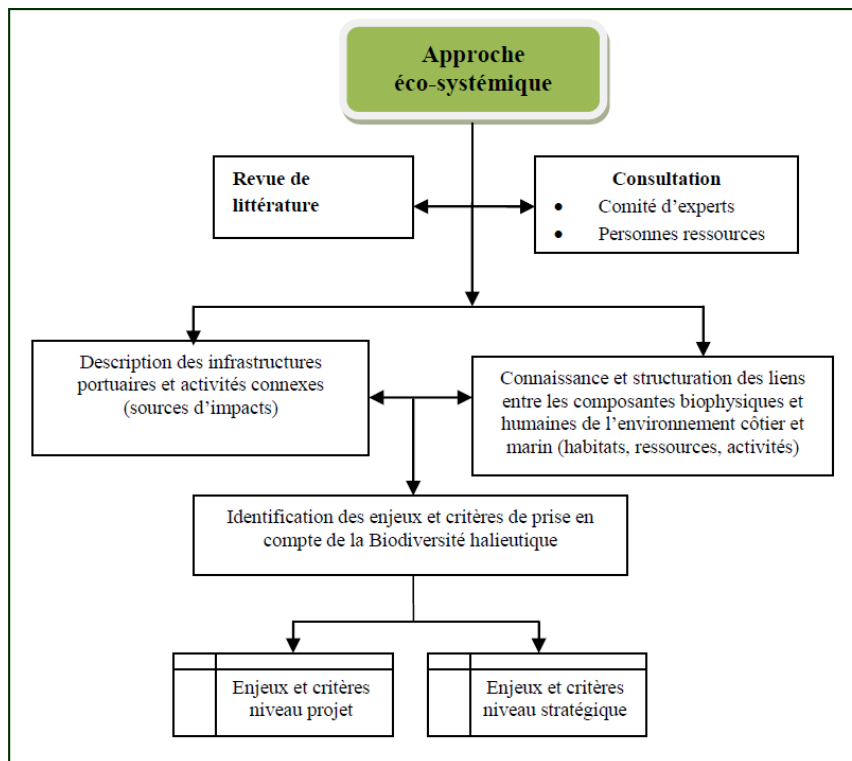 Approche
éco-systémique
Revue de
littérature
Consultation
• Comité d'experts
• Personnes ressources
Description des infrastructures
portuaires et activités connexes
(sources d'impacts)
Connaissance et structuration des liens
entre les composantes biophysiques et
humaines de l'environnement côtier et
marin (habitats, ressources, activités)
Identification des enjeux et critères de prise en
compte de la Biodiversité halieutique
Enjeux et critères
niveau projet
Enjeux et critères
niveau stratégique